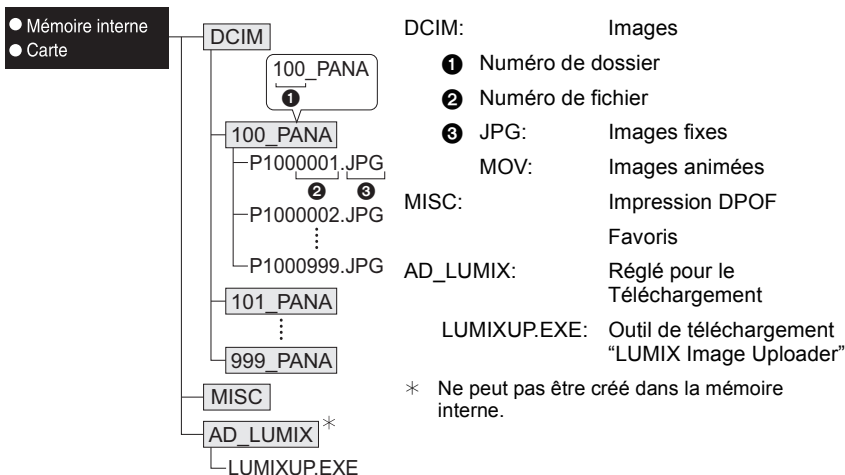 ● Mémoire interne
● Carte
DCIM
100_PANA
❶
100_PANA
P1000001.JPG
❷ ❸
P1000002.JPG
P1000999.JPG
101_PANA
999_PANA
MISC
AD_LUMIX *
LUMIXUP.EXE
DCIM: Images
❶ Numéro de dossier
❷ Numéro de fichier
❸ JPG: Images fixes
MOV: Images animées
MISC: Impression DPOF
Favoris
AD_LUMIX: Réglé pour le
Téléchargement
LUMIXUP.EXE: Outil de téléchargement
“LUMIX Image Uploader”
* Ne peut pas être créé dans la mémoire
interne.